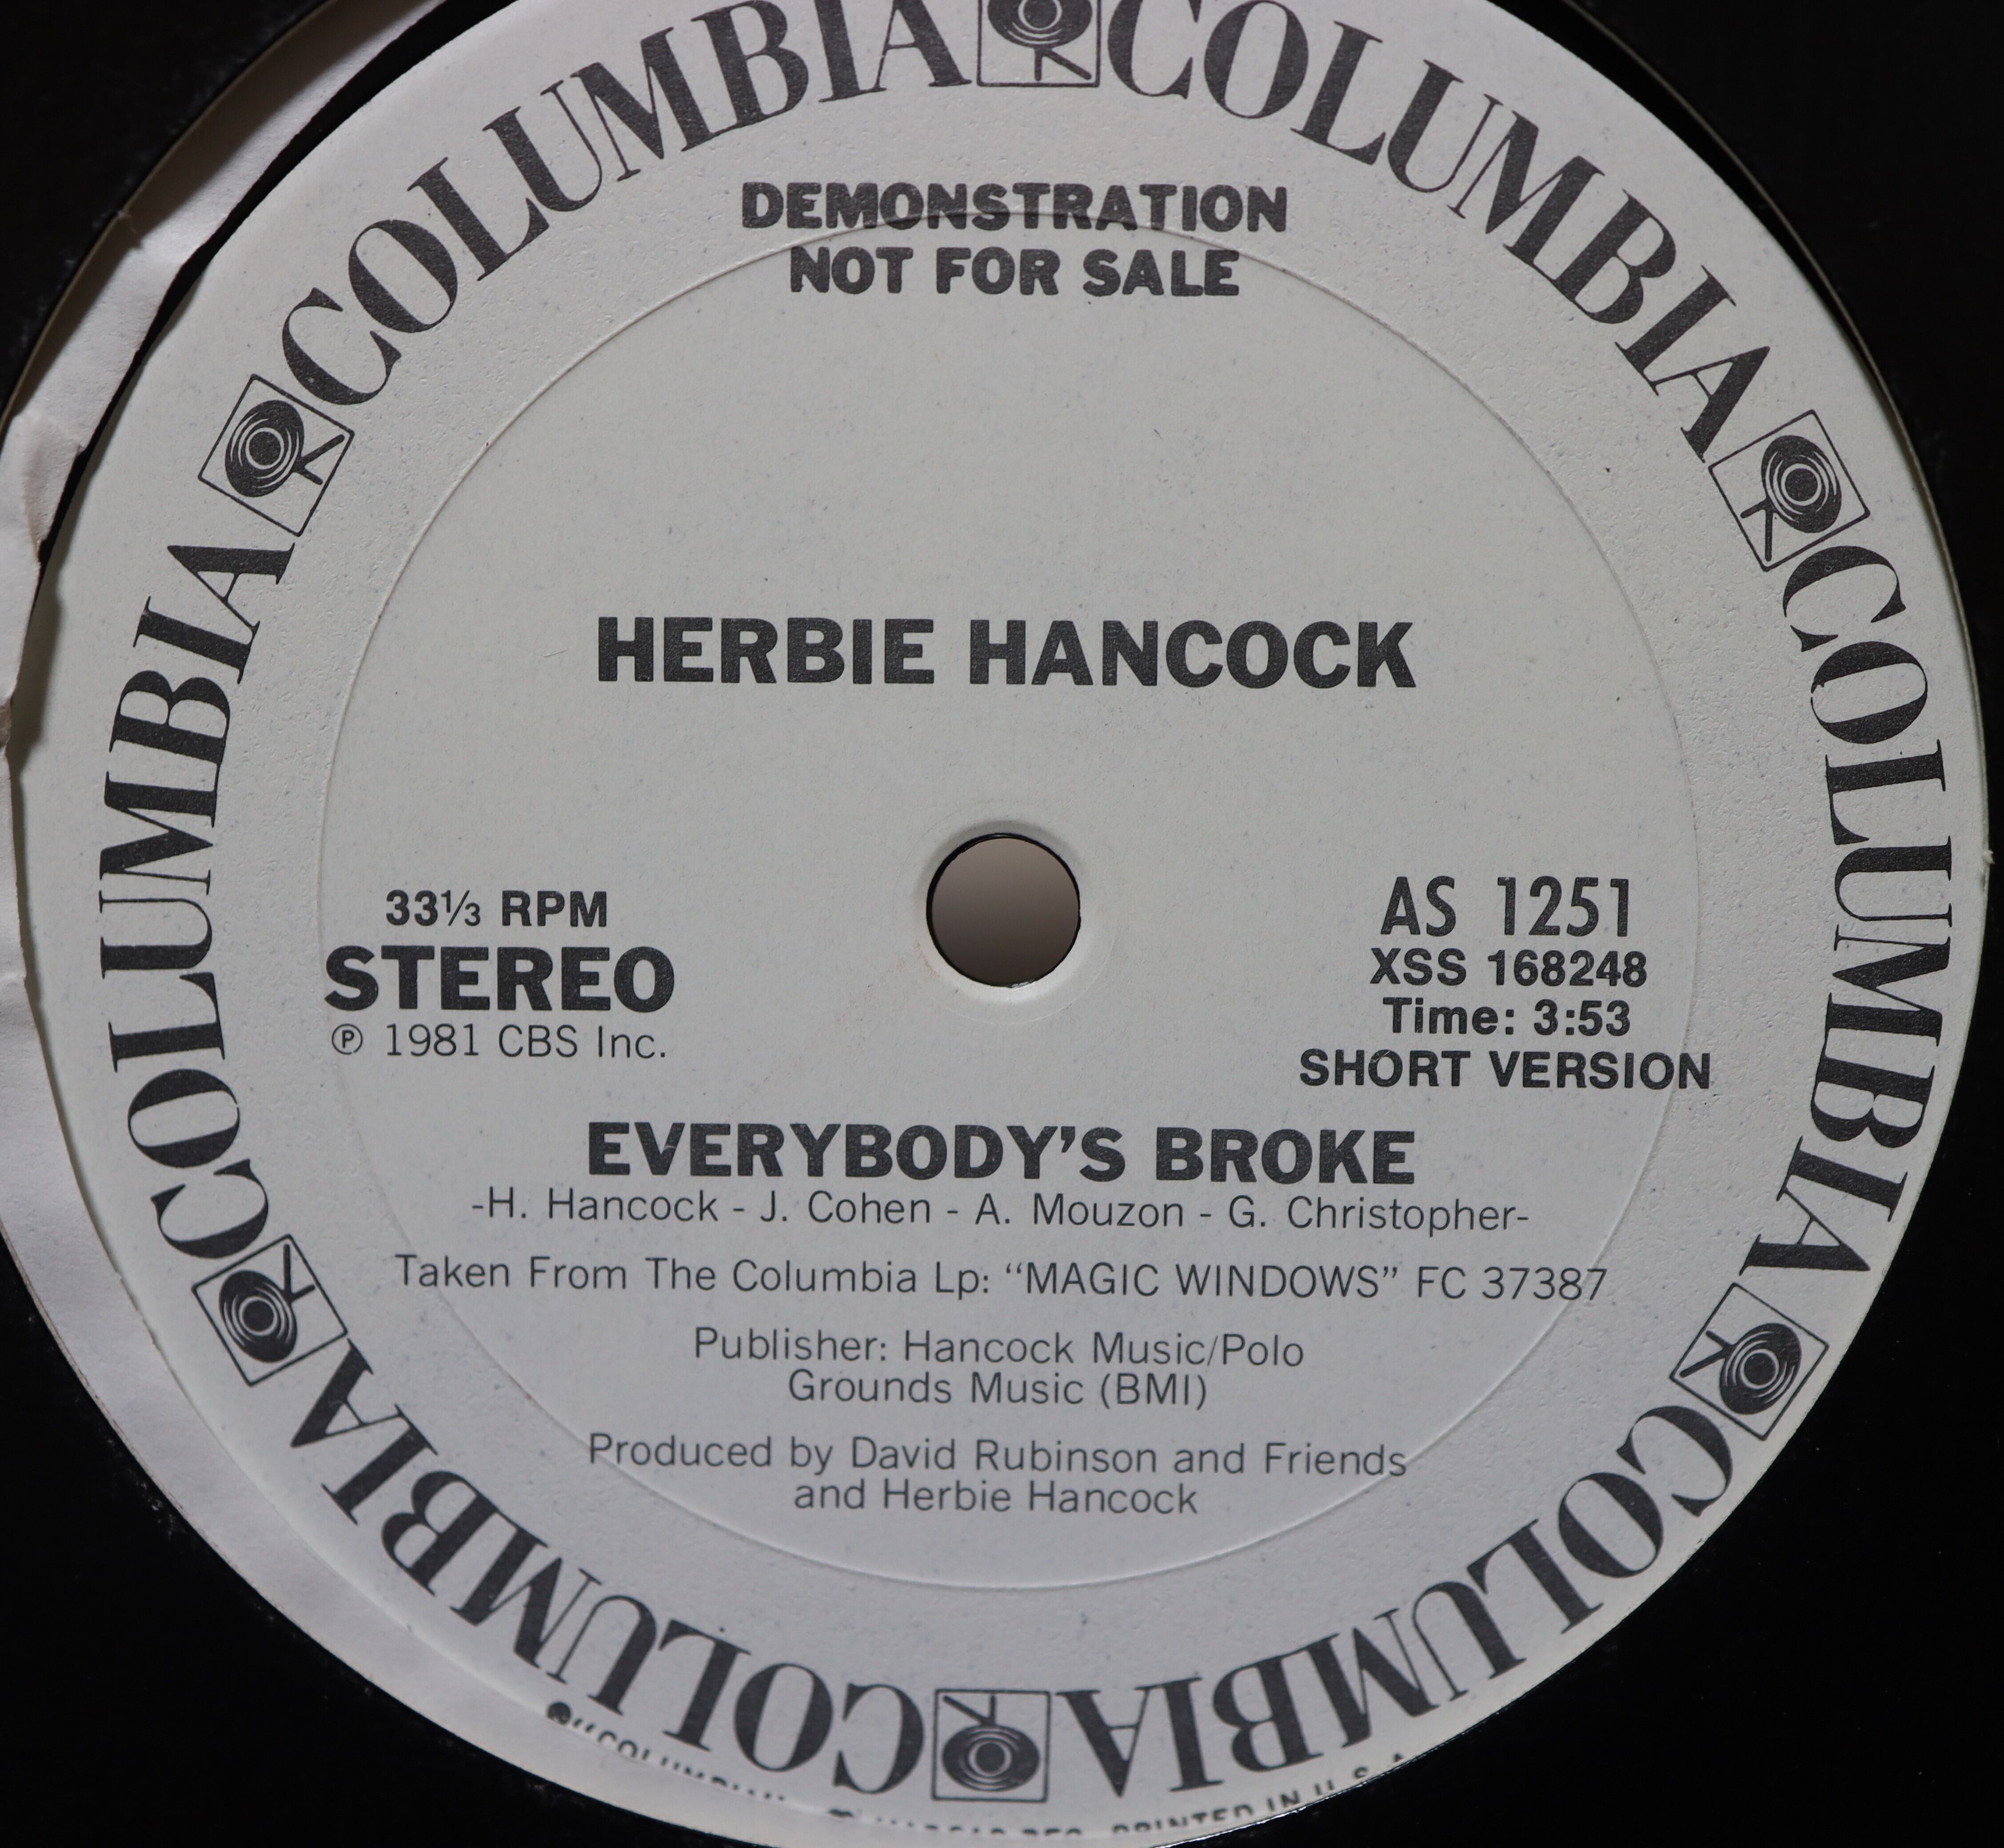 COLUMBIA COLUMBIA COLUMBIA COLUMBIA COLUMBIA COLUMBIA
DEMONSTRATION
NOT FOR SALE
HERBIE HANCOCK
33⅓ RPM
STEREO
℗ 1981 CBS Inc.
AS 1251
XSS 168248
Time: 3:53
SHORT VERSION
EVERYBODY'S BROKE
-H. Hancock - J. Cohen - A. Mouzon - G. Christopher-
Taken From The Columbia Lp: “MAGIC WINDOWS” FC 37387
Publisher: Hancock Music/Polo
Grounds Music (BMI)
Produced by David Rubinson and Friends
and Herbie Hancock
PRINTED IN U.S.A.